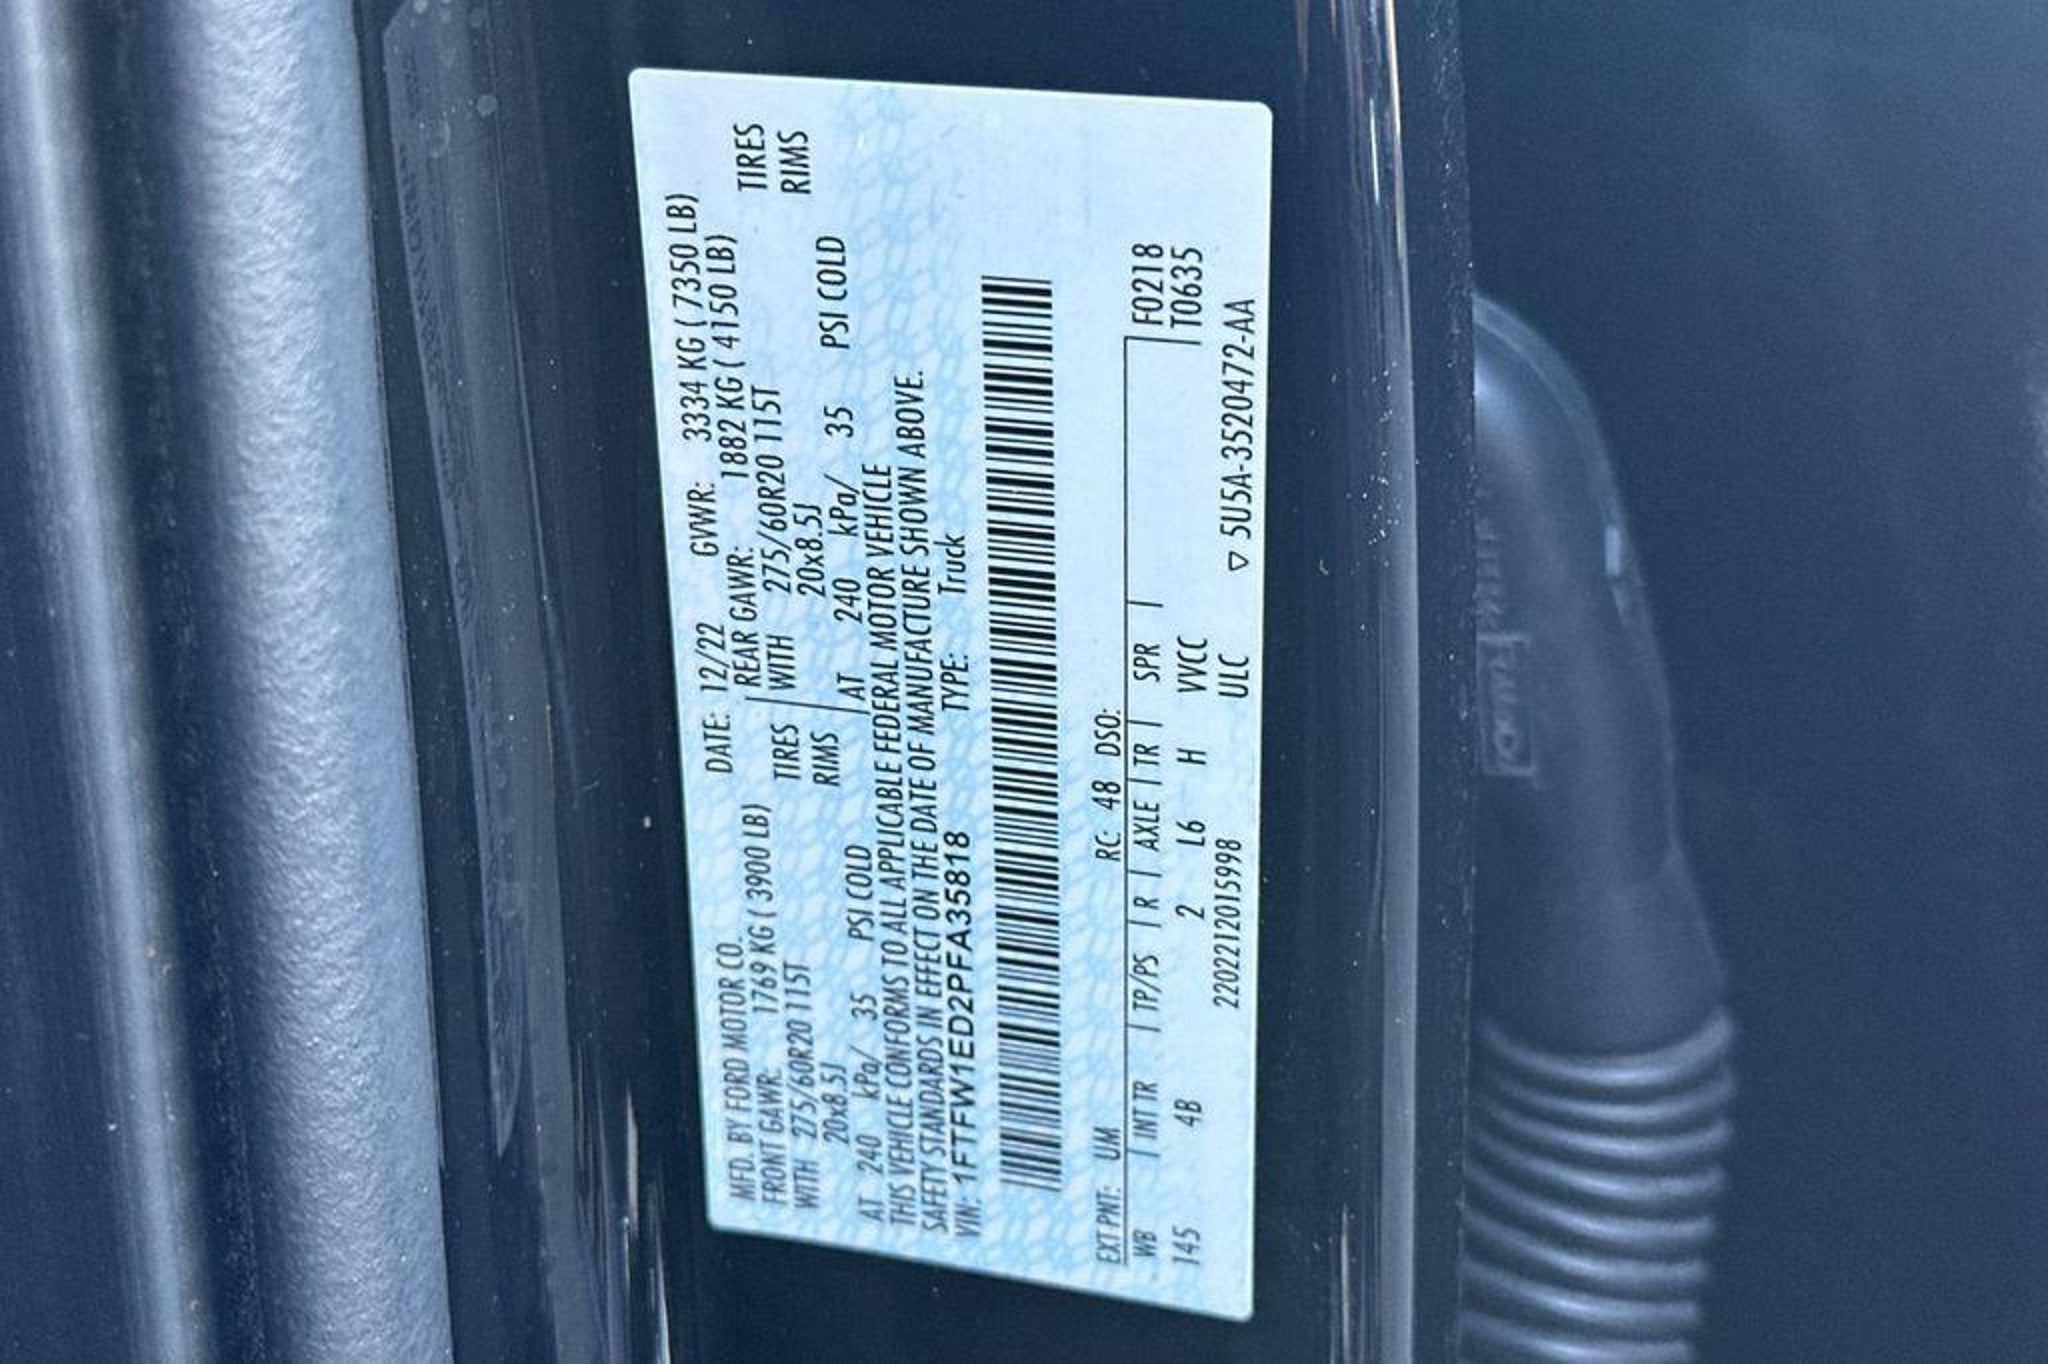 MFD. BY FORD MOTOR CO. DATE: 12/22 GVWR: 3334 KG ( 7350 LB)
FRONT GAWR: 1769 KG ( 3900 LB) REAR GAWR: 1882 KG ( 4150 LB)
WITH 275/60R20 115T TIRES WITH 275/60R20 115T TIRES
20x8.5J RIMS 20x8.5J RIMS
AT 240 kPa/ 35 PSI COLD AT 240 kPa/ 35 PSI COLD
THIS VEHICLE CONFORMS TO ALL APPLICABLE FEDERAL MOTOR VEHICLE
SAFETY STANDARDS IN EFFECT ON THE DATE OF MANUFACTURE SHOWN ABOVE.
VIN: 1FTFW1ED2PFA35818 TYPE: Truck
EXT PNT: UM RC: 48 DSO:
WB | INT TR | TP/PS | R | AXLE | TR | SPR | F0218
145 4B 2 L6 H VVCC T0635
2202212015998 ULC ▽ 5U5A-3520472-AA